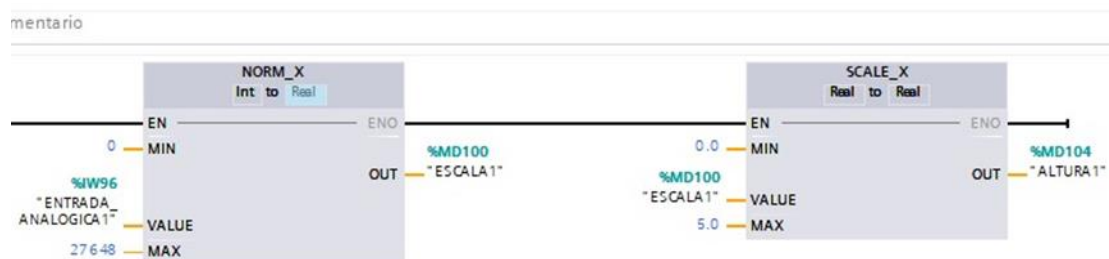 mentario
NORM_X
Int to Real
EN
ENO
0
MIN
%MD100
OUT
"ESCALA1"
%IW96
"ENTRADA_
ANALOGICA1"
VALUE
27648
MAX
SCALE_X
Real to Real
EN
ENO
0.0
MIN
%MD104
OUT
"ALTURA1"
%MD100
"ESCALA1"
VALUE
5.0
MAX